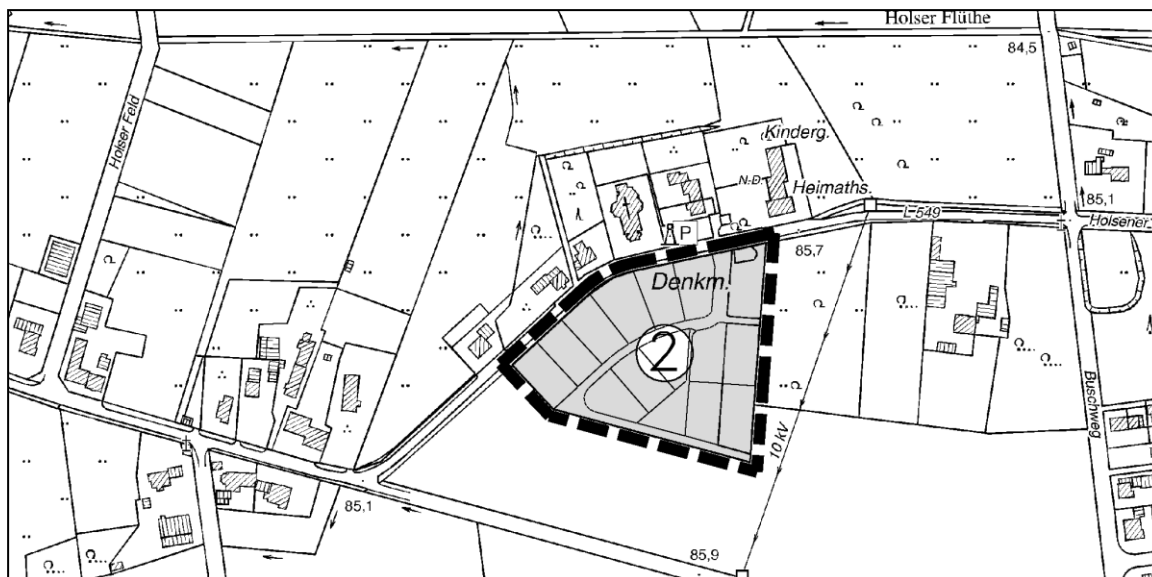 Holser Flüthe
84,5
Holser Feld
Kinderg.
N.D.
Heimaths.
85,1
L 549
Holsener
P
85,7
Denkm.
2
10 kV
Buschweg
85,1
85,9